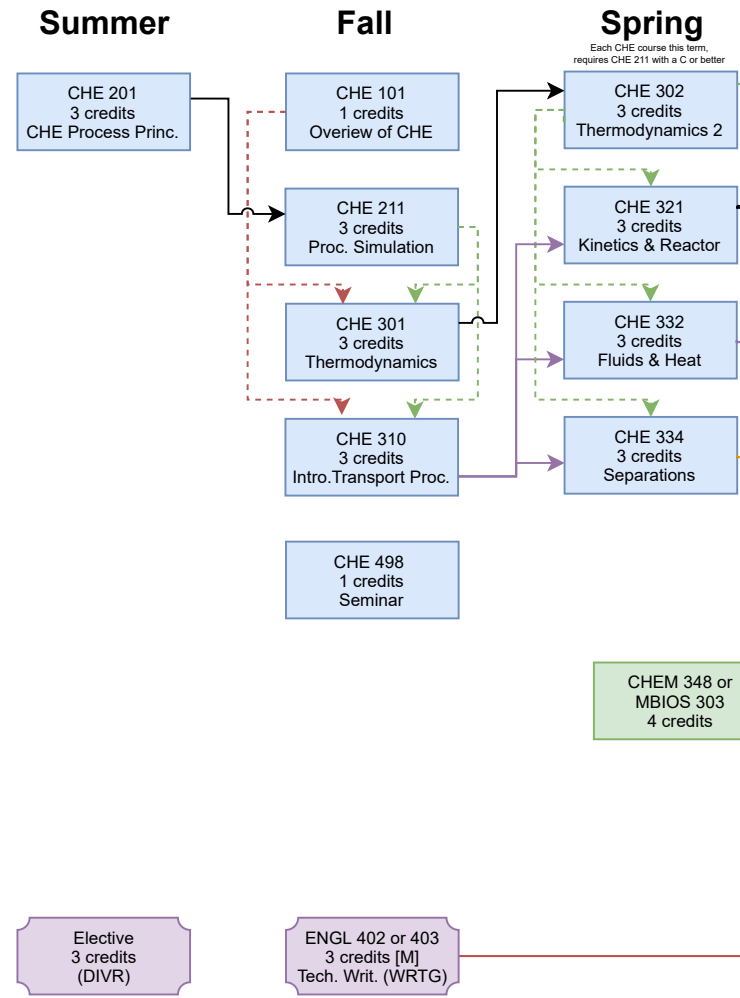 Summer
Fall
Spring
Each CHE course this term,
requires CHE 211 with a C or better
CHE 201
3 credits
CHE Process Princ.
CHE 101
1 credits
Overiew of CHE
CHE 302
3 credits
Thermodynamics 2
CHE 211
3 credits
Proc. Simulation
CHE 321
3 credits
Kinetics & Reactor
CHE 301
3 credits
Thermodynamics
CHE 332
3 credits
Fluids & Heat
CHE 310
3 credits
Intro.Transport Proc.
CHE 334
3 credits
Separations
CHE 498
1 credits
Seminar
CHEM 348 or
MBIOS 303
4 credits
Elective
3 credits
(DIVR)
ENGL 402 or 403
3 credits [M]
Tech. Writ. (WRTG)